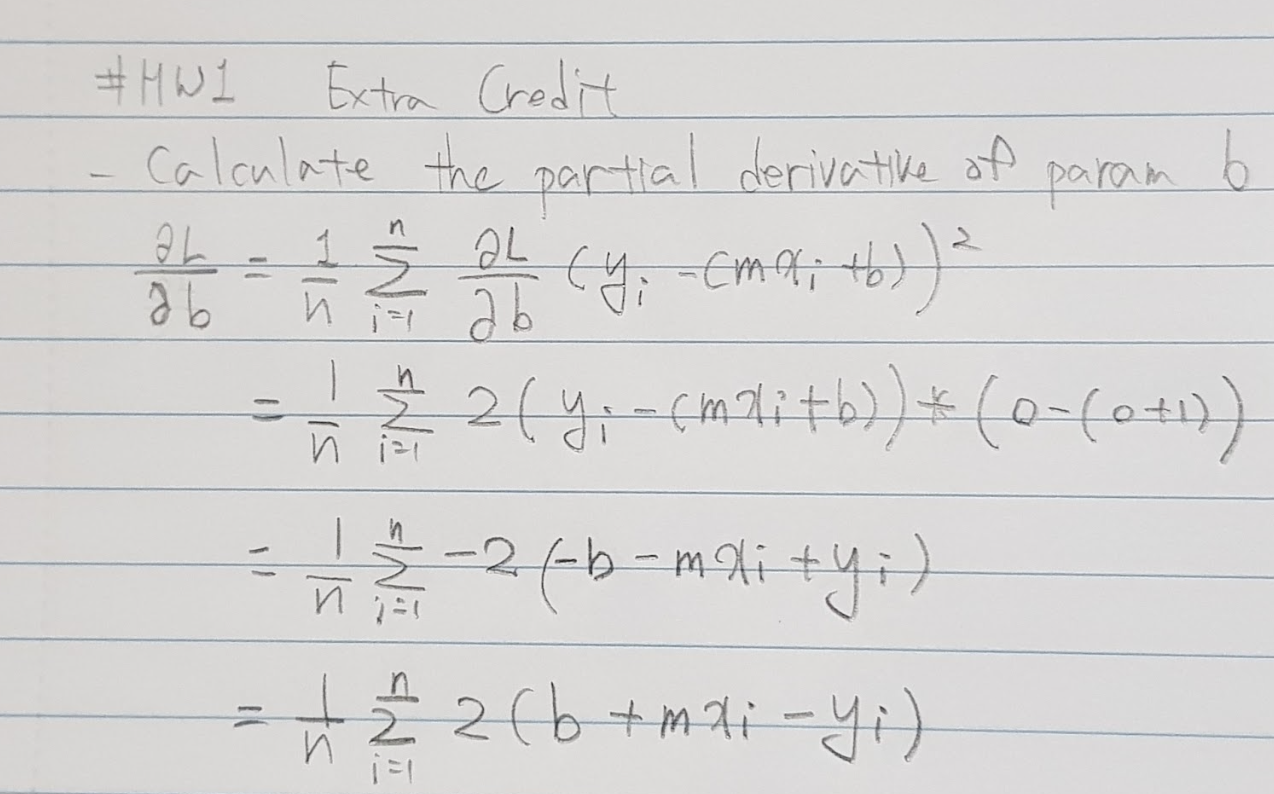 #HW1 Extra Credit
- Calculate the partial derivative of param b
∂L/∂b = 1/n Σ_{i=1}^{n} ∂L/∂b (y_i - (mx_i + b))^2
= 1/n Σ_{i=1}^{n} 2(y_i - (mx_i + b)) * (0 - (0+1))
= 1/n Σ_{i=1}^{n} -2(-b - mx_i + y_i)
= 1/n Σ_{i=1}^{n} 2(b + mx_i - y_i)